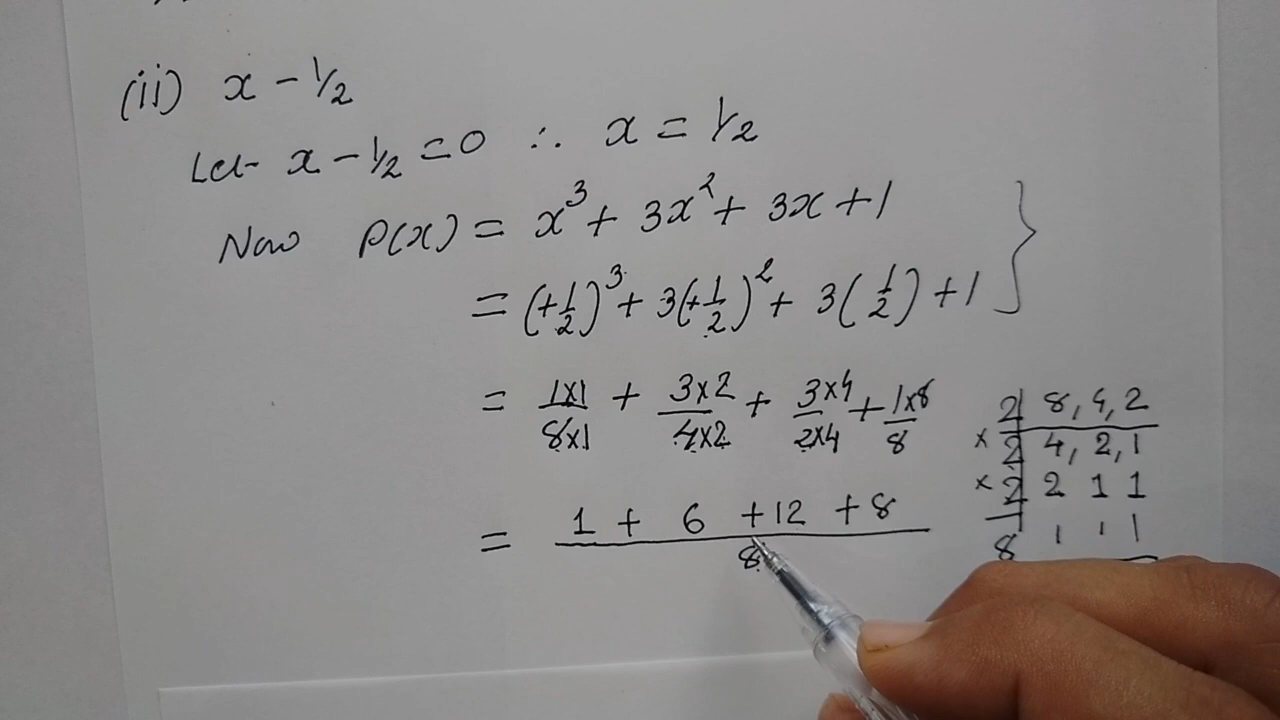 (ii) x - 1/2
Let x - 1/2 = 0 ∴ x = 1/2
Now P(x) = x³ + 3x² + 3x + 1
= (+1/2)³ + 3(+1/2)² + 3(1/2) + 1
= 1x1/8x1 + 3x2/4x2 + 3x4/2x4 + 1x8/8
= 1 + 6 + 12 + 8 / 8
2 | 8, 4, 2
x 2 | 4, 2, 1
x 2 | 2 1 1
8 | 1 1 1